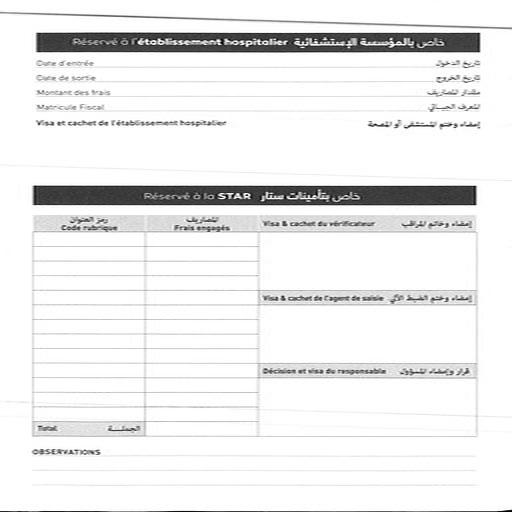 Réservé à l'établissement hospitalier خاص بالمؤسسة الإستشفائية
Date d'entrée تاريخ الدخول
Date de sortie تاريخ الخروج
Montant des frais مقدار المصاريف
Matricule Fiscal المعرف الجبــائي
Visa et cachet de l'établissement hospitalier إمضاء وختم المستشفى أو المصحة
Réservé à la STAR خاص بتأمينات ستار
رمز العنوان المصاريف
Code rubrique Frais engagés Visa & cachet du vérificateur إمضاء وخاتم المراقب
Visa & cachet de l'agent de saisie إمضاء وختم الضبط الآلي
Décision et visa du responsable قرار وإمضاء المسؤول
Total الجملــــة
OBSERVATIONS